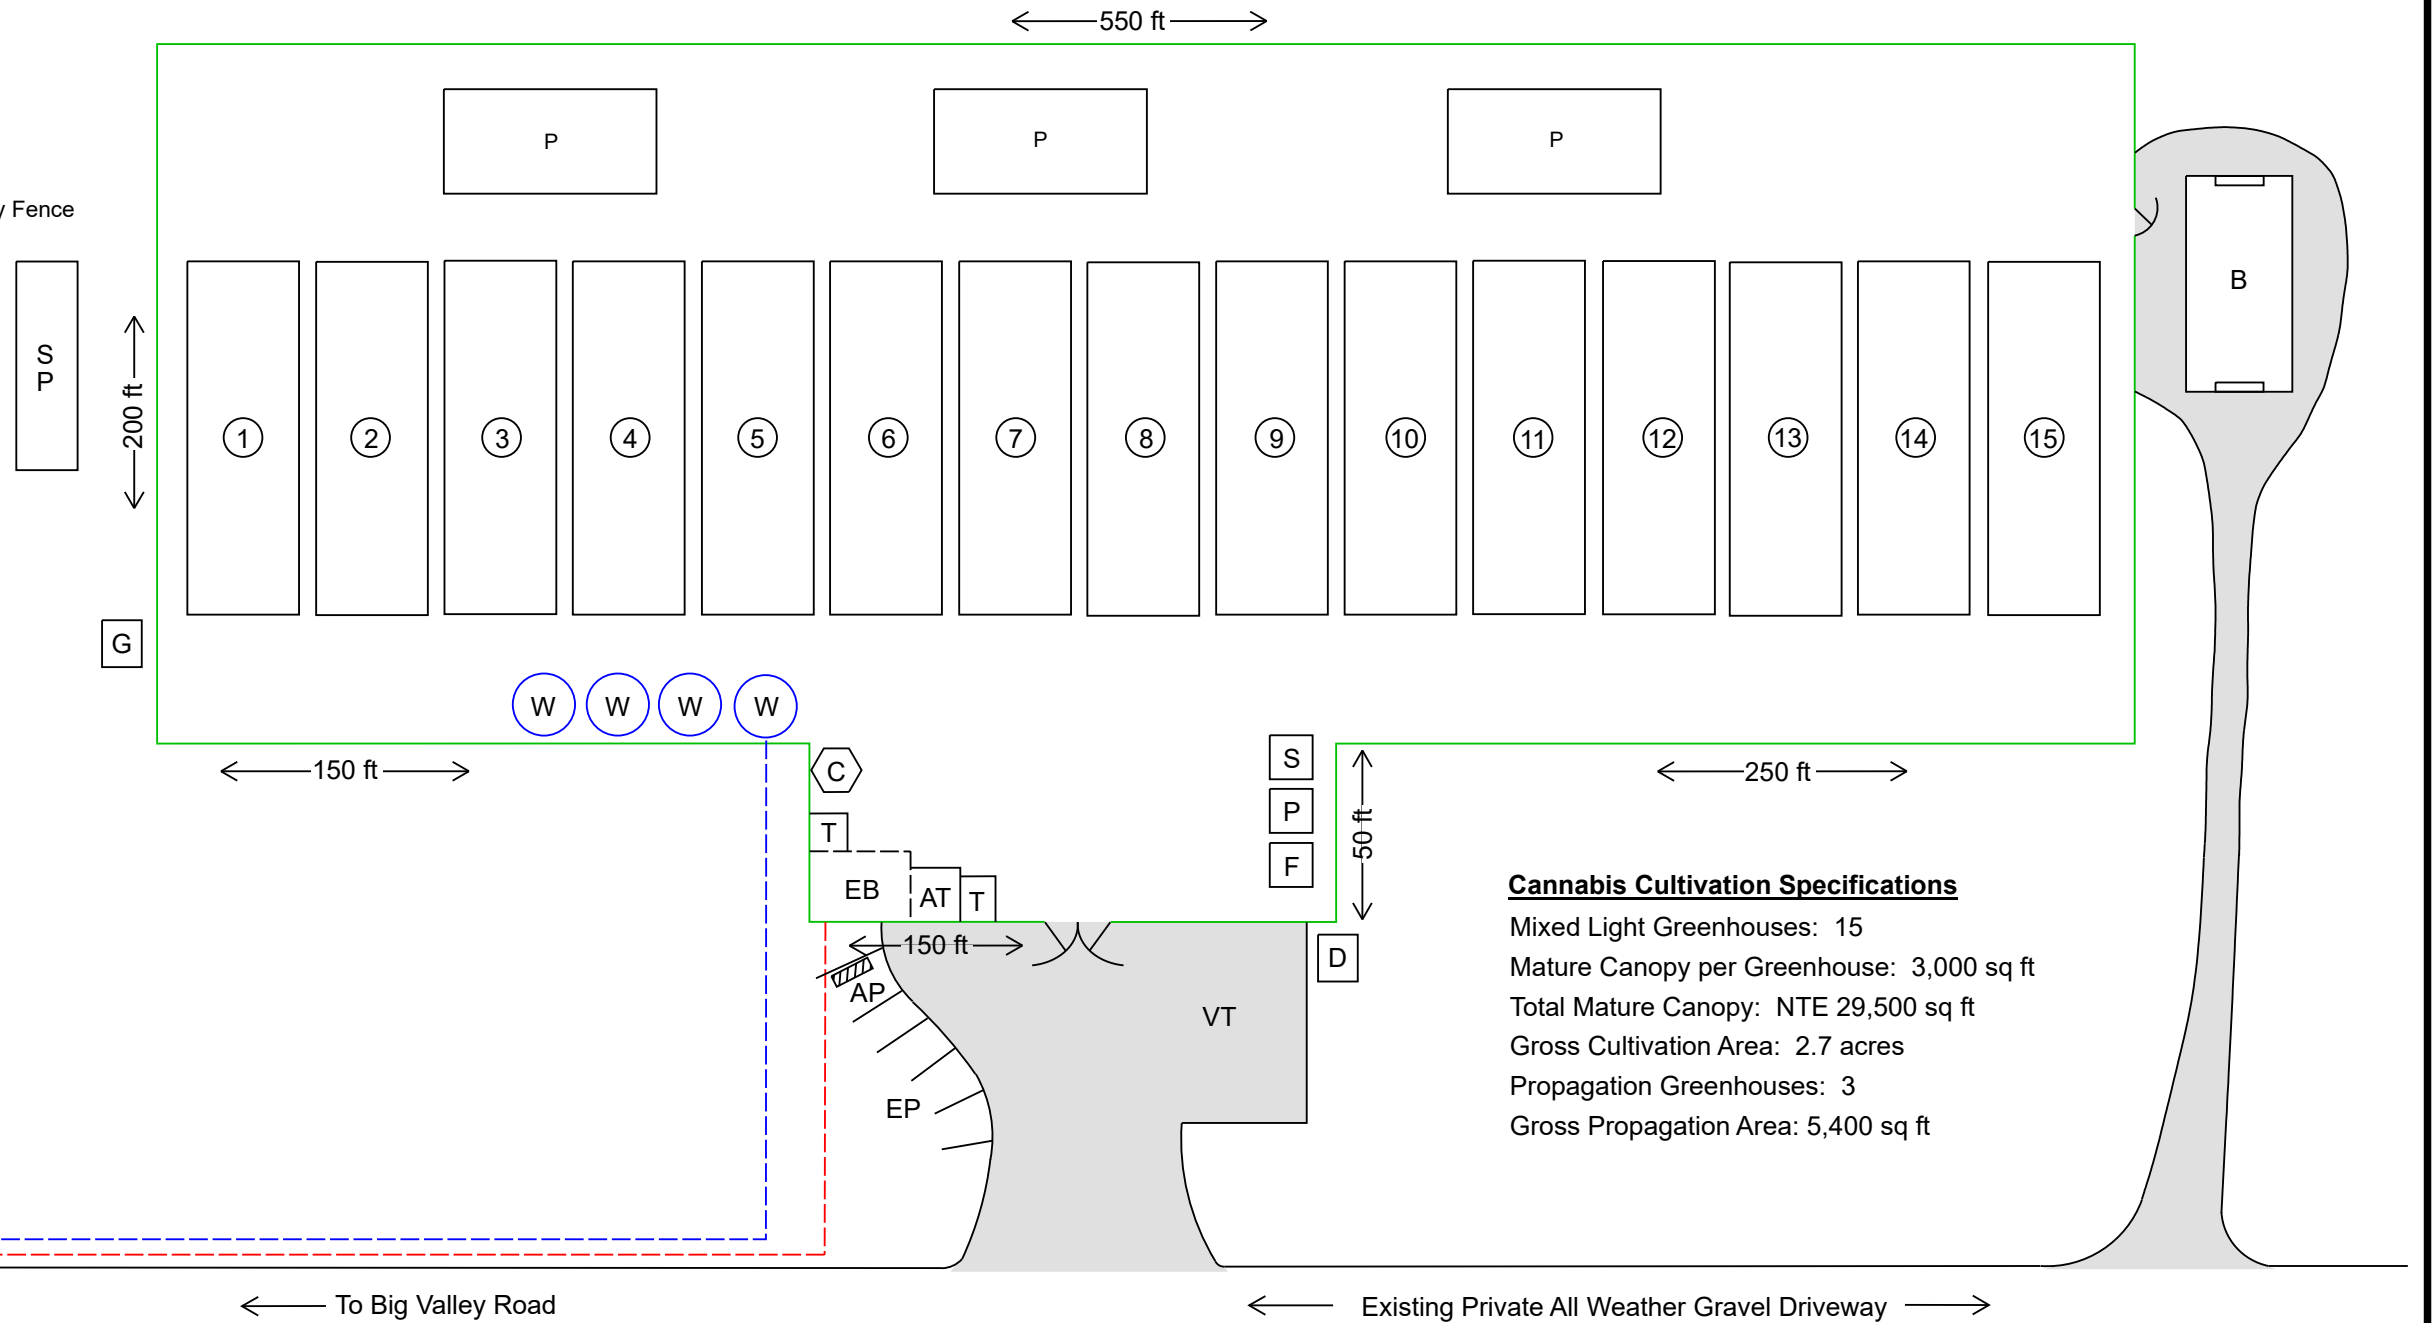 550 ft
P P P
y Fence
B
S
P
200 ft
1 2 3 4 5 6 7 8 9 10 11 12 13 14 15
G
W W W W
150 ft
C
S
250 ft
P
50 ft
T
F
EB AT T
Cannabis Cultivation Specifications
Mixed Light Greenhouses: 15
150 ft
D
Mature Canopy per Greenhouse: 3,000 sq ft
AP
Total Mature Canopy: NTE 29,500 sq ft
VT
Gross Cultivation Area: 2.7 acres
Propagation Greenhouses: 3
EP
Gross Propagation Area: 5,400 sq ft
To Big Valley Road
Existing Private All Weather Gravel Driveway